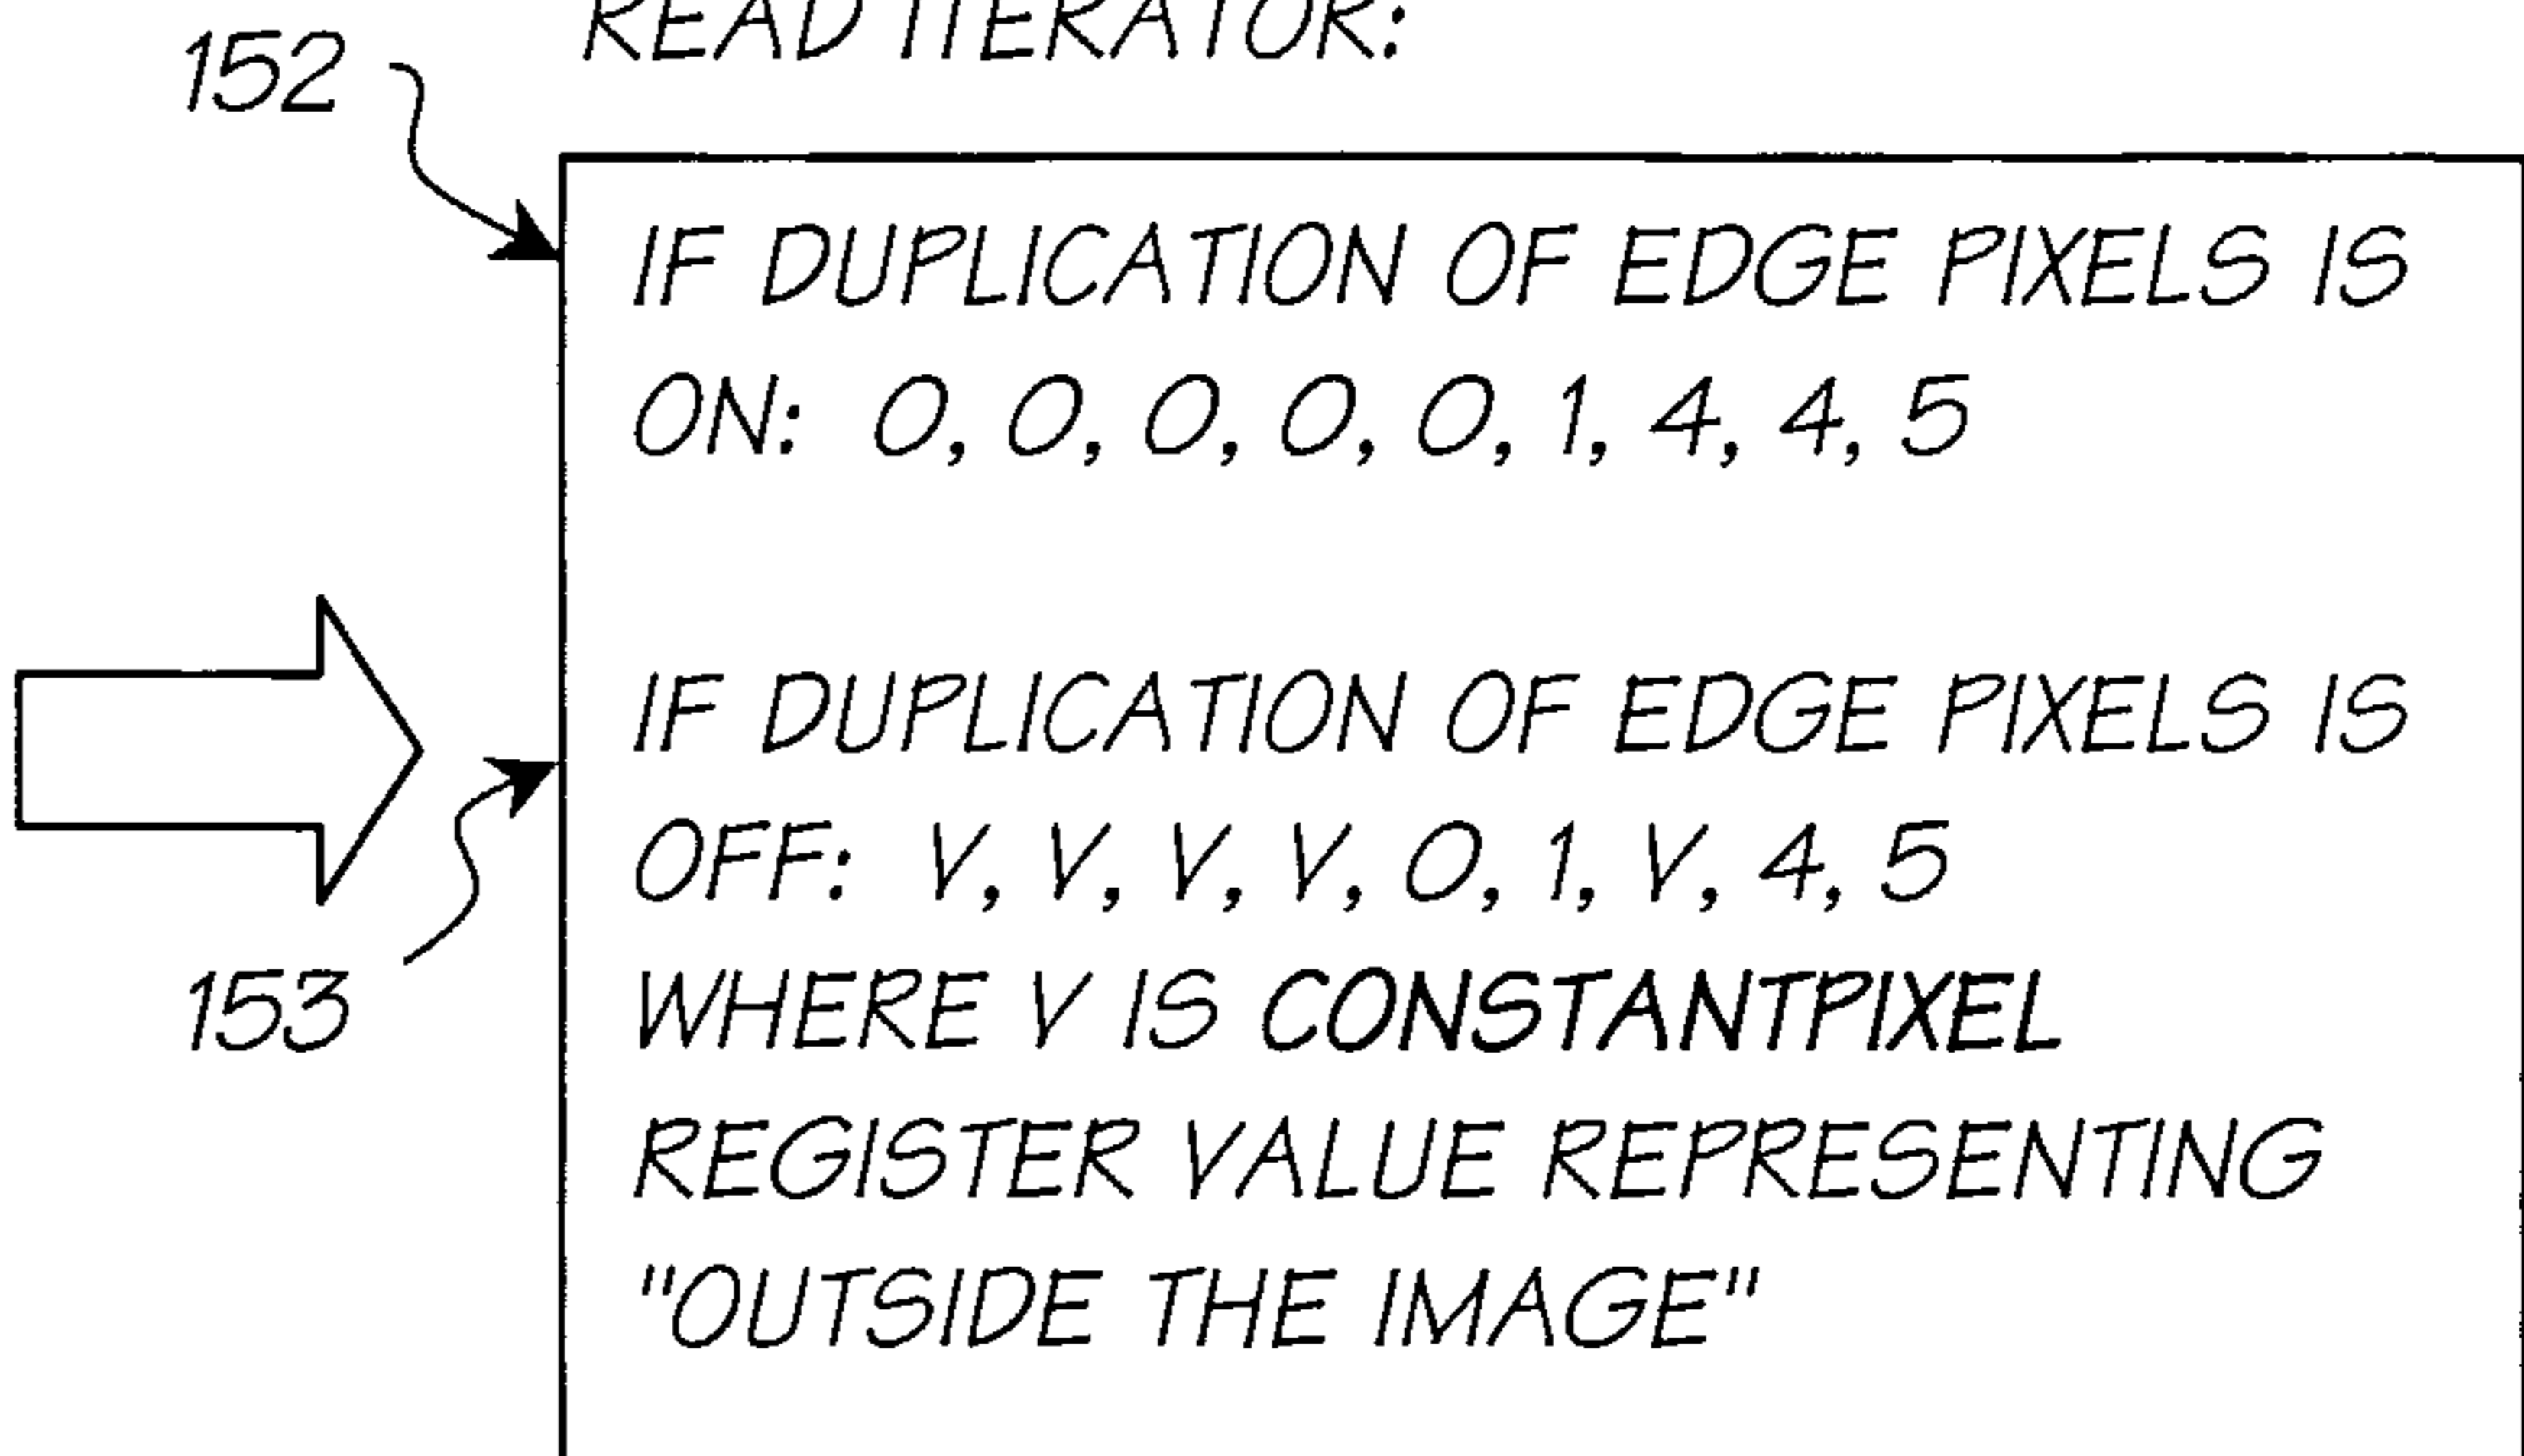 READ ITERATOR:
152
IF DUPLICATION OF EDGE PIXELS IS
ON: 0, 0, 0, 0, 0, 1, 4, 4, 5
IF DUPLICATION OF EDGE PIXELS IS
OFF: V, V, V, V, 0, 1, V, 4, 5
153
WHERE V IS CONSTANTPIXEL
REGISTER VALUE REPRESENTING
"OUTSIDE THE IMAGE"